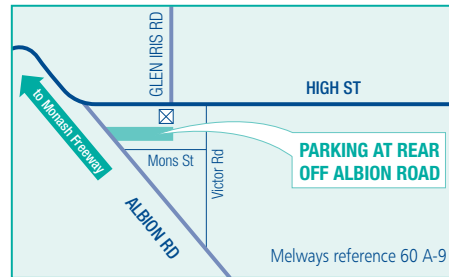 GLEN IRIS RD
HIGH ST
to Monash Freeway
Mons St
Victor Rd
PARKING AT REAR
OFF ALBION ROAD
ALBION RD
Melways reference 60 A-9